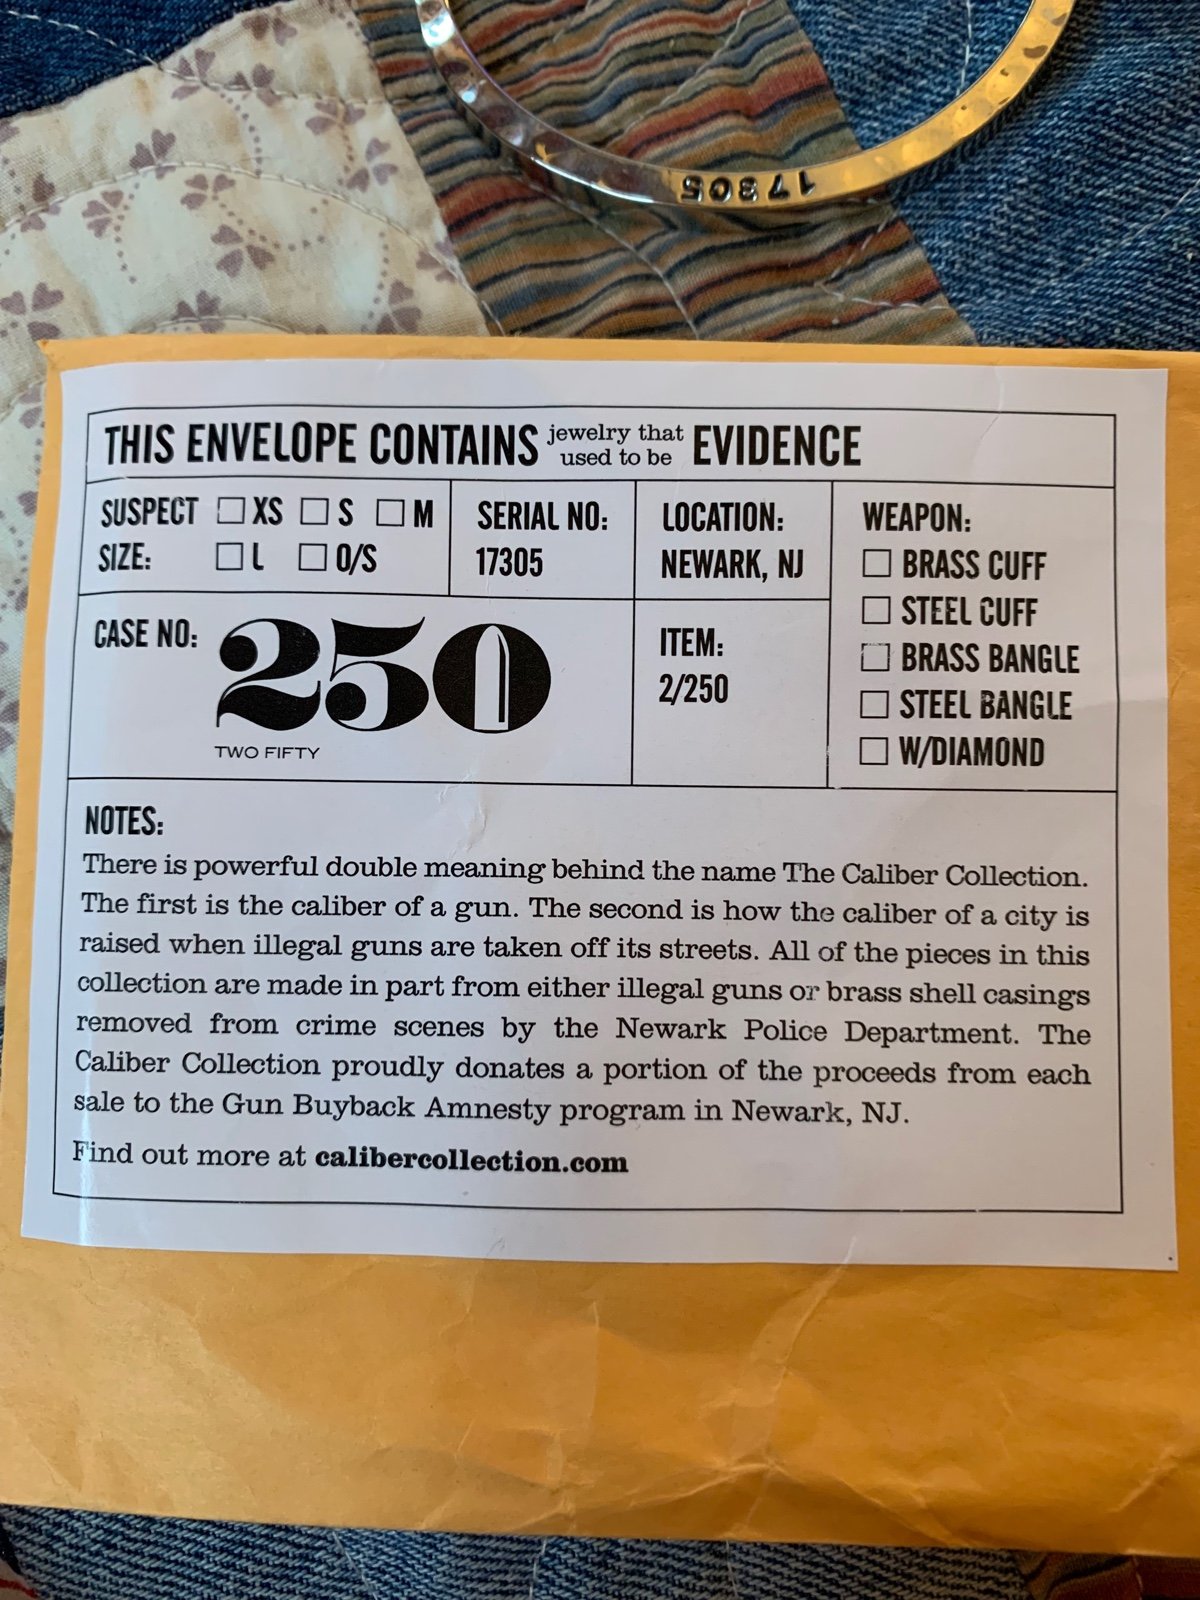 17305
THIS ENVELOPE CONTAINS jewelry that used to be EVIDENCE
SUSPECT SIZE: ☐ XS ☐ S ☐ M
☐ L ☐ O/S
SERIAL NO:
17305
LOCATION:
NEWARK, NJ
WEAPON:
☐ BRASS CUFF
☐ STEEL CUFF
☐ BRASS BANGLE
☐ STEEL BANGLE
☐ W/DIAMOND
CASE NO: 250
TWO FIFTY
ITEM:
2/250
NOTES:
There is powerful double meaning behind the name The Caliber Collection.
The first is the caliber of a gun. The second is how the caliber of a city is
raised when illegal guns are taken off its streets. All of the pieces in this
collection are made in part from either illegal guns or brass shell casings
removed from crime scenes by the Newark Police Department. The
Caliber Collection proudly donates a portion of the proceeds from each
sale to the Gun Buyback Amnesty program in Newark, NJ.
Find out more at calibercollection.com